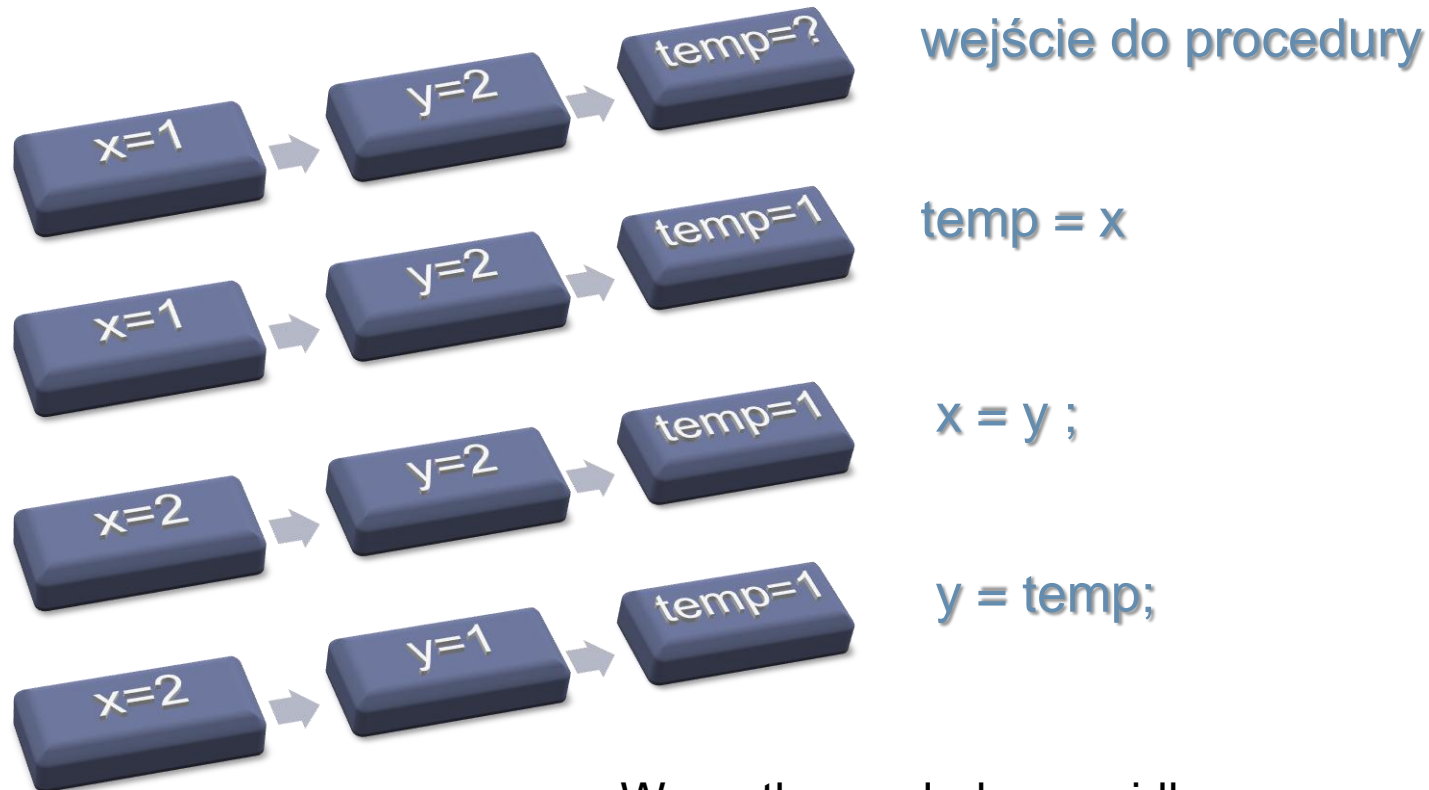 x=1 y=2 temp=? wejście do procedury
x=1 y=2 temp=1 temp = x
x=2 y=2 temp=1 x = y ;
x=2 y=1 temp=1 y = temp;